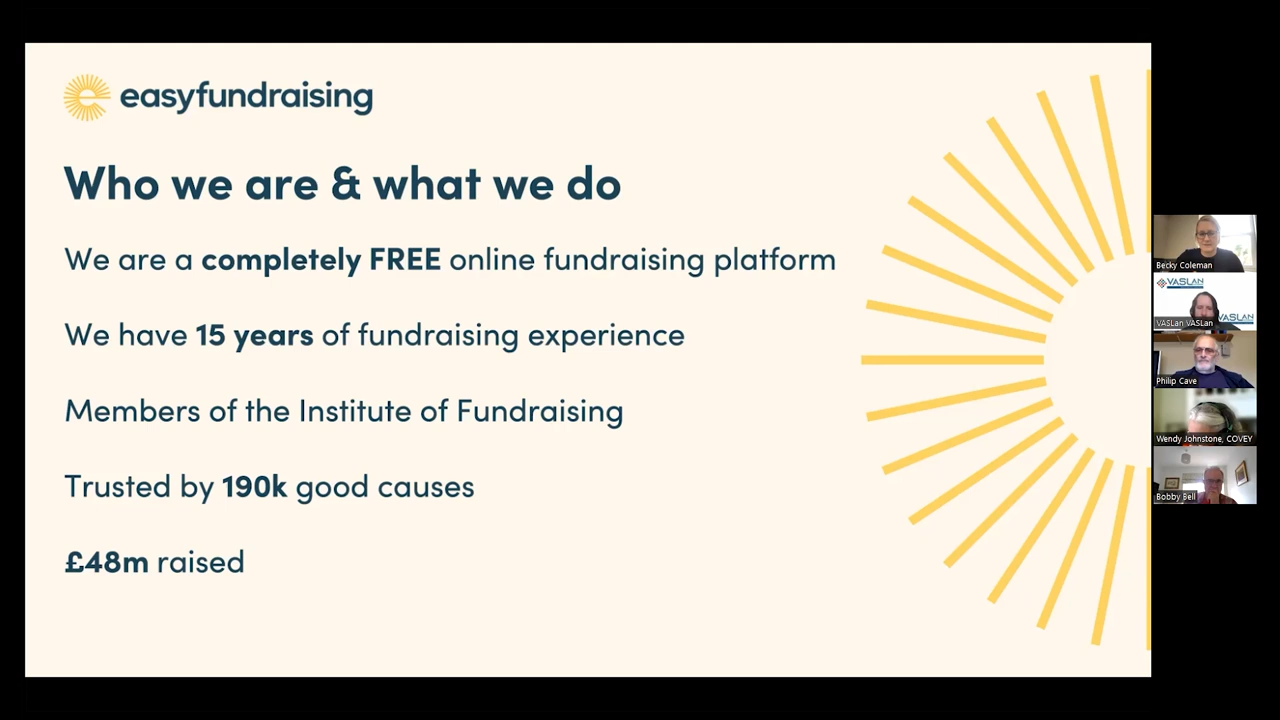 easyfundraising
Who we are & what we do
We are a completely FREE online fundraising platform
We have 15 years of fundraising experience
Members of the Institute of Fundraising
Trusted by 190k good causes
£48m raised
Becky Coleman
VASLAN
VASLAN
VASLan VASLan
Philip Cave
Wendy Johnstone, COVEY
Bobby Bell